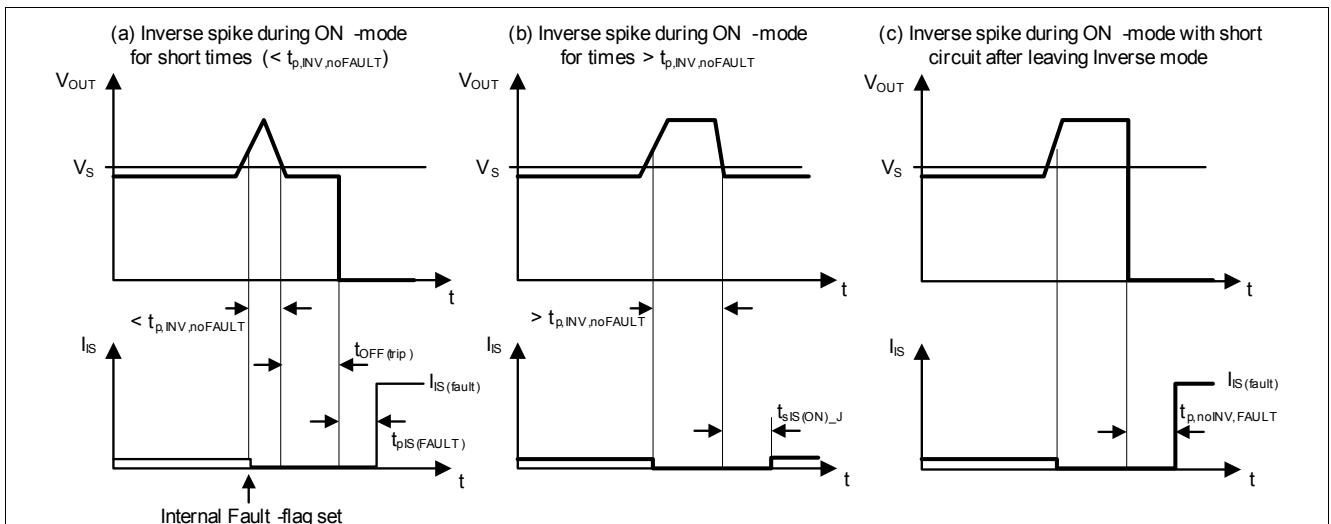 (a) Inverse spike during ON -mode
for short times (< tp,INV,noFAULT)
VOUT
VS
t
< tp,INV,noFAULT
tOFF(trip)
IIS
IIS(fault)
tpIS(FAULT)
t
Internal Fault -flag set
(b) Inverse spike during ON -mode
for times > tp,INV,noFAULT
VOUT
VS
t
> tp,INV,noFAULT
IIS
tsIS(ON)_J
t
(c) Inverse spike during ON -mode with short
circuit after leaving Inverse mode
VOUT
VS
t
IIS
IIS(fault)
tp,noINV,FAULT
t